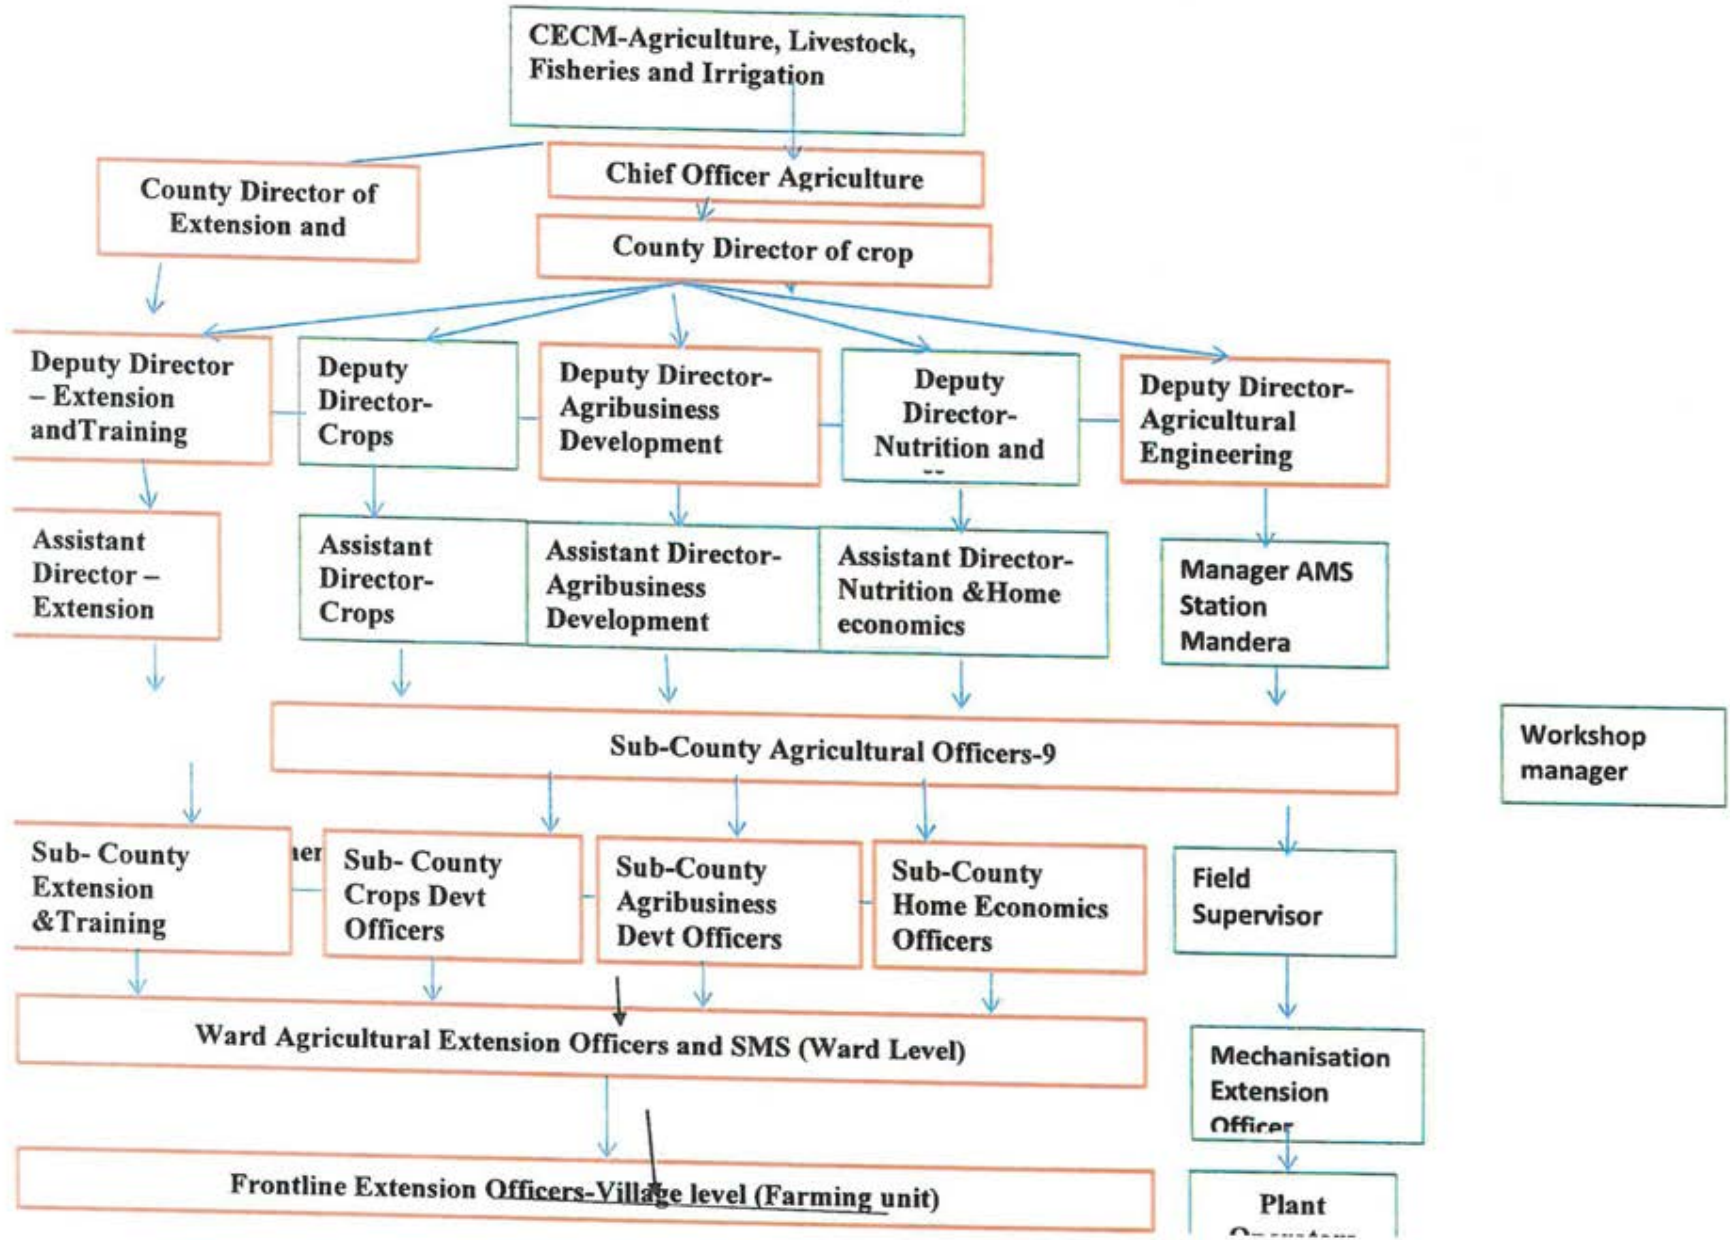 CECM-Agriculture, Livestock,
Fisheries and Irrigation
Chief Officer Agriculture
County Director of
Extension and
County Director of crop
Deputy Director
– Extension
andTraining
Deputy
Director-
Crops
Deputy Director-
Agribusiness
Development
Deputy
Director-
Nutrition and
Deputy Director-
Agricultural
Engineering
Assistant
Director –
Extension
Assistant
Director-
Crops
Assistant Director-
Agribusiness
Development
Assistant Director-
Nutrition &Home
economics
Manager AMS
Station
Mandera
Sub-County Agricultural Officers-9
Workshop
manager
Sub- County
Extension
&Training
Sub- County
Crops Devt
Officers
Sub-County
Agribusiness
Devt Officers
Sub-County
Home Economics
Officers
Field
Supervisor
Ward Agricultural Extension Officers and SMS (Ward Level)
Mechanisation
Extension
Officer
Frontline Extension Officers-Village level (Farming unit)
Plant